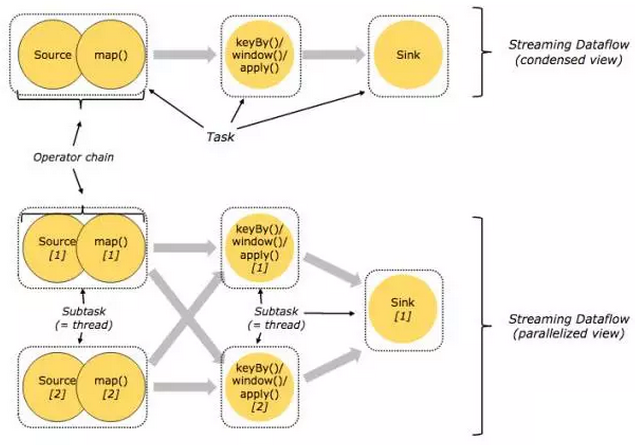 Source
map()
keyBy()/
window()/
apply()
Sink
Streaming Dataflow
(condensed view)
Task
Operator chain
Source
[1]
map()
[1]
keyBy()/
window()/
apply()
[1]
Subtask
(= thread)
Subtask
(= thread)
Sink
[1]
Streaming Dataflow
(parallelized view)
Source
[2]
map()
[2]
keyBy()/
window()/
apply()
[2]